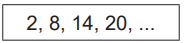 2, 8, 14, 20, ...